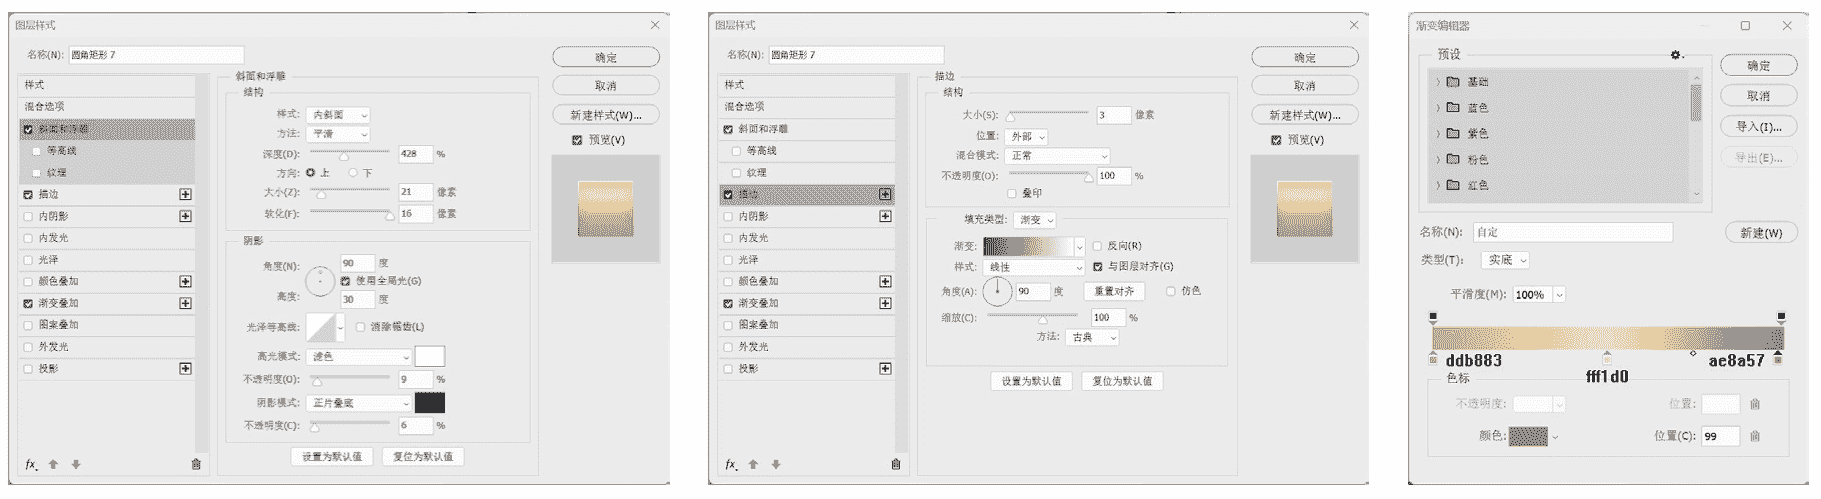 图层样式
名称(N): 圆角矩形 7
样式
混合选项
斜面和浮雕
等高线
纹理
描边
内阴影
内发光
光泽
颜色叠加
渐变叠加
图案叠加
外发光
投影
fx
斜面和浮雕
结构
样式: 内斜面
方法: 平滑
深度(D): 428 %
方向: 上 下
大小(Z): 21 像素
软化(F): 16 像素
阴影
角度(N): 90 度
使用全局光(G)
高度: 30 度
光泽等高线: 消除锯齿(L)
高光模式: 滤色
不透明度(O): 9 %
阴影模式: 正片叠底
不透明度(C): 6 %
设置为默认值 复位为默认值
确定
取消
新建样式(W)...
预览(V)
图层样式
名称(N): 圆角矩形 7
样式
混合选项
斜面和浮雕
等高线
纹理
描边
内阴影
内发光
光泽
颜色叠加
渐变叠加
图案叠加
外发光
投影
fx
描边
结构
大小(S): 3 像素
位置: 外部
混合模式: 正常
不透明度(O): 100 %
叠印
填充类型: 渐变
渐变: 反向(R)
样式: 线性 与图层对齐(G)
角度(A): 90 度 重置对齐 仿色
缩放(C): 100 %
方法: 古典
设置为默认值 复位为默认值
确定
取消
新建样式(W)...
预览(V)
渐变编辑器
预设
基础
蓝色
紫色
粉色
红色
确定
取消
导入(I)...
导出(E)...
名称(N): 自定 新建(W)
类型(T): 实底
平滑度(M): 100%
ddb883 fff1d0 ae8a57
色标
不透明度: 位置:
颜色: 位置(C): 99